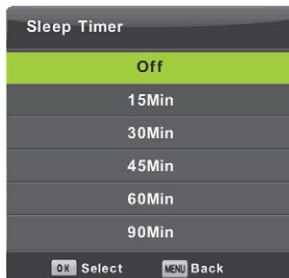 Sleep Timer
Off
15Min
30Min
45Min
60Min
90Min
OK Select MENU Back